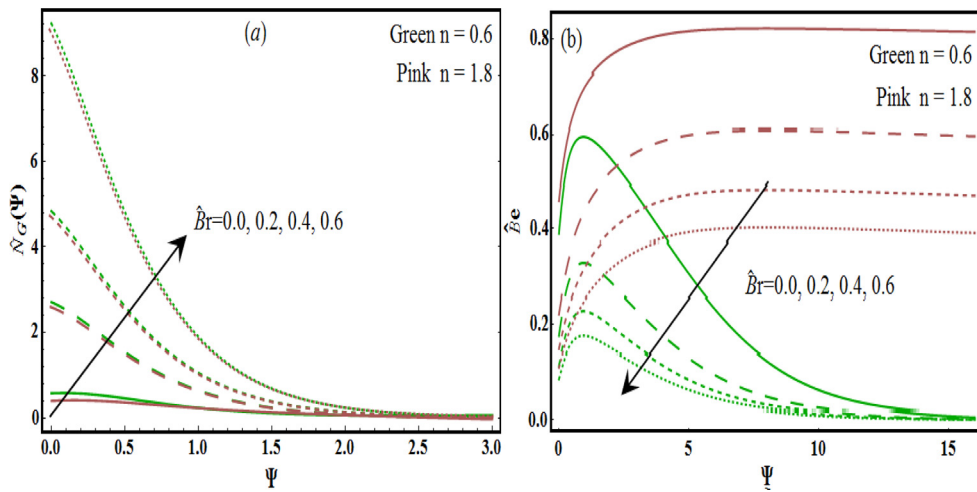 (a)
Green n = 0.6
Pink n = 1.8
B̂r=0.0, 0.2, 0.4, 0.6
N̂G(Ψ)
8
6
4
2
0
0.0 0.5 1.0 1.5 2.0 2.5 3.0
Ψ
(b)
Green n = 0.6
Pink n = 1.8
B̂r=0.0, 0.2, 0.4, 0.6
B̂e
0.8
0.6
0.4
0.2
0.0
0 5 10 15
Ψ